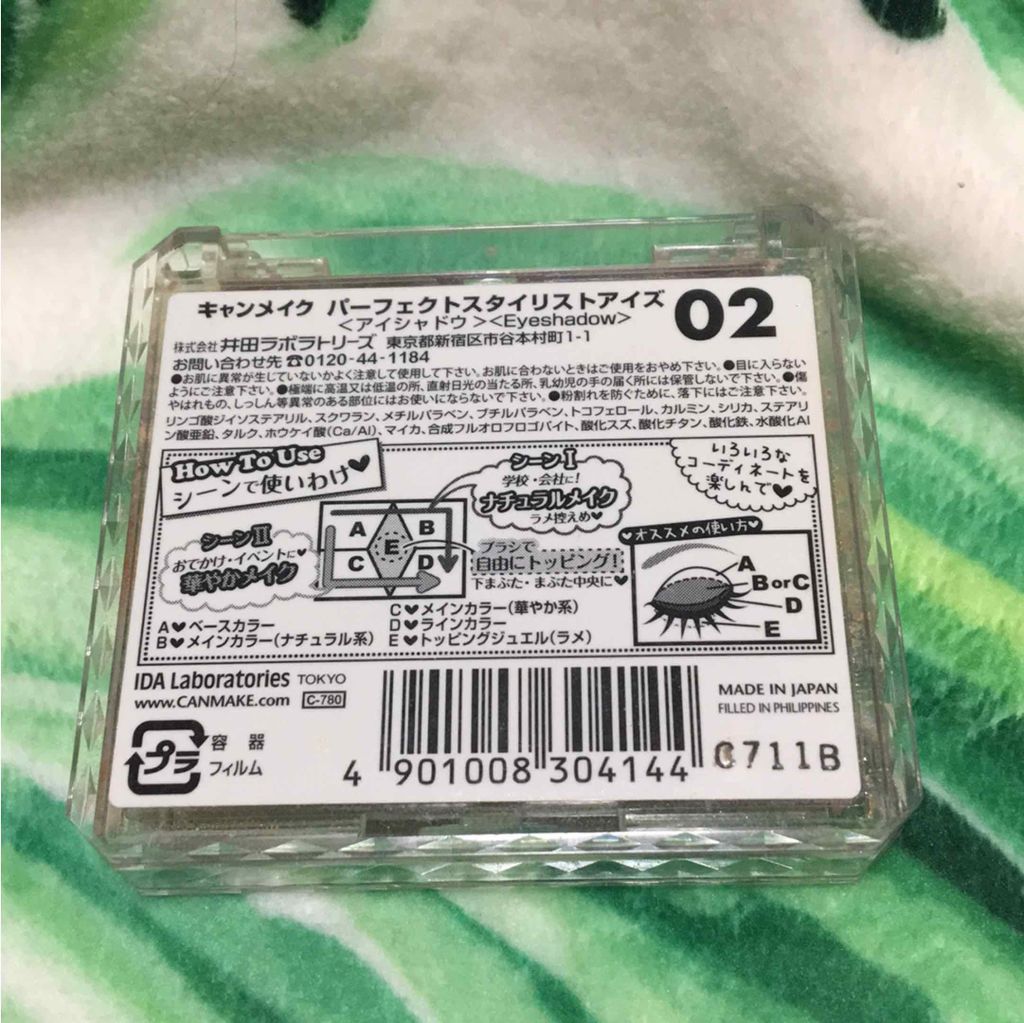 キャンメイク パーフェクトスタイリストアイズ 02
＜アイシャドウ＞＜Eyeshadow＞
株式会社 井田ラボラトリーズ 東京都新宿区市谷本村町1-1
お問い合わせ先 ☎0120-44-1184
●お肌に異常が生じていないかよく注意して使用して下さい。お肌に合わないときはご使用をおやめ下さい。●目に入らない
ようにご注意下さい。●極端に高温又は低温の所、直射日光の当たる所、乳幼児の手の届く所には保管しないで下さい。●傷
やはれもの、しっしん等異常のある部位にはお使いにならないで下さい。●粉割れを防ぐために、落下にはご注意下さい。
リンゴ酸ジイソステアリル、スクワラン、メチルパラベン、ブチルパラベン、トコフェロール、カルミン、シリカ、ステアリ
ン酸亜鉛、タルク、ホウケイ酸(Ca/Al)、マイカ、合成フルオロフロゴパイト、酸化スズ、酸化チタン、酸化鉄、水酸化Al
How To Use
シーンで使いわけ♥
シーンI
学校・会社に!
ナチュラルメイク
ラメ控えめ♥
いろいろな
コーディネートを
楽しんで♥
シーンII
おでかけ・イベントに♥
華やかメイク
A B
E
C D
ブラシで
自由にトッピング!
下まぶた・まぶた中央に♥
♥オススメの使い方♥
A
B or C
D
E
A♥ベースカラー
B♥メインカラー(ナチュラル系)
C♥メインカラー(華やか系)
D♥ラインカラー
E♥トッピングジュエル(ラメ)
IDA Laboratories TOKYO
www.CANMAKE.com C-780
プラ
容器
フィルム
4 901008 304144
MADE IN JAPAN
FILLED IN PHILIPPINES
C711B